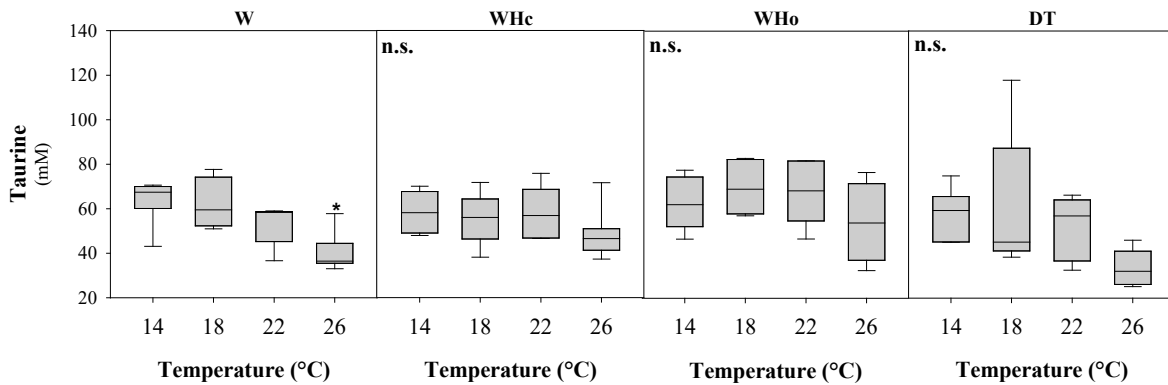 W WHc WHo DT
140
n.s. n.s. n.s.
120
100
80
Taurine
(mM)
60
*
40
20
14 18 22 26 14 18 22 26 14 18 22 26 14 18 22 26
Temperature (°C) Temperature (°C) Temperature (°C) Temperature (°C)